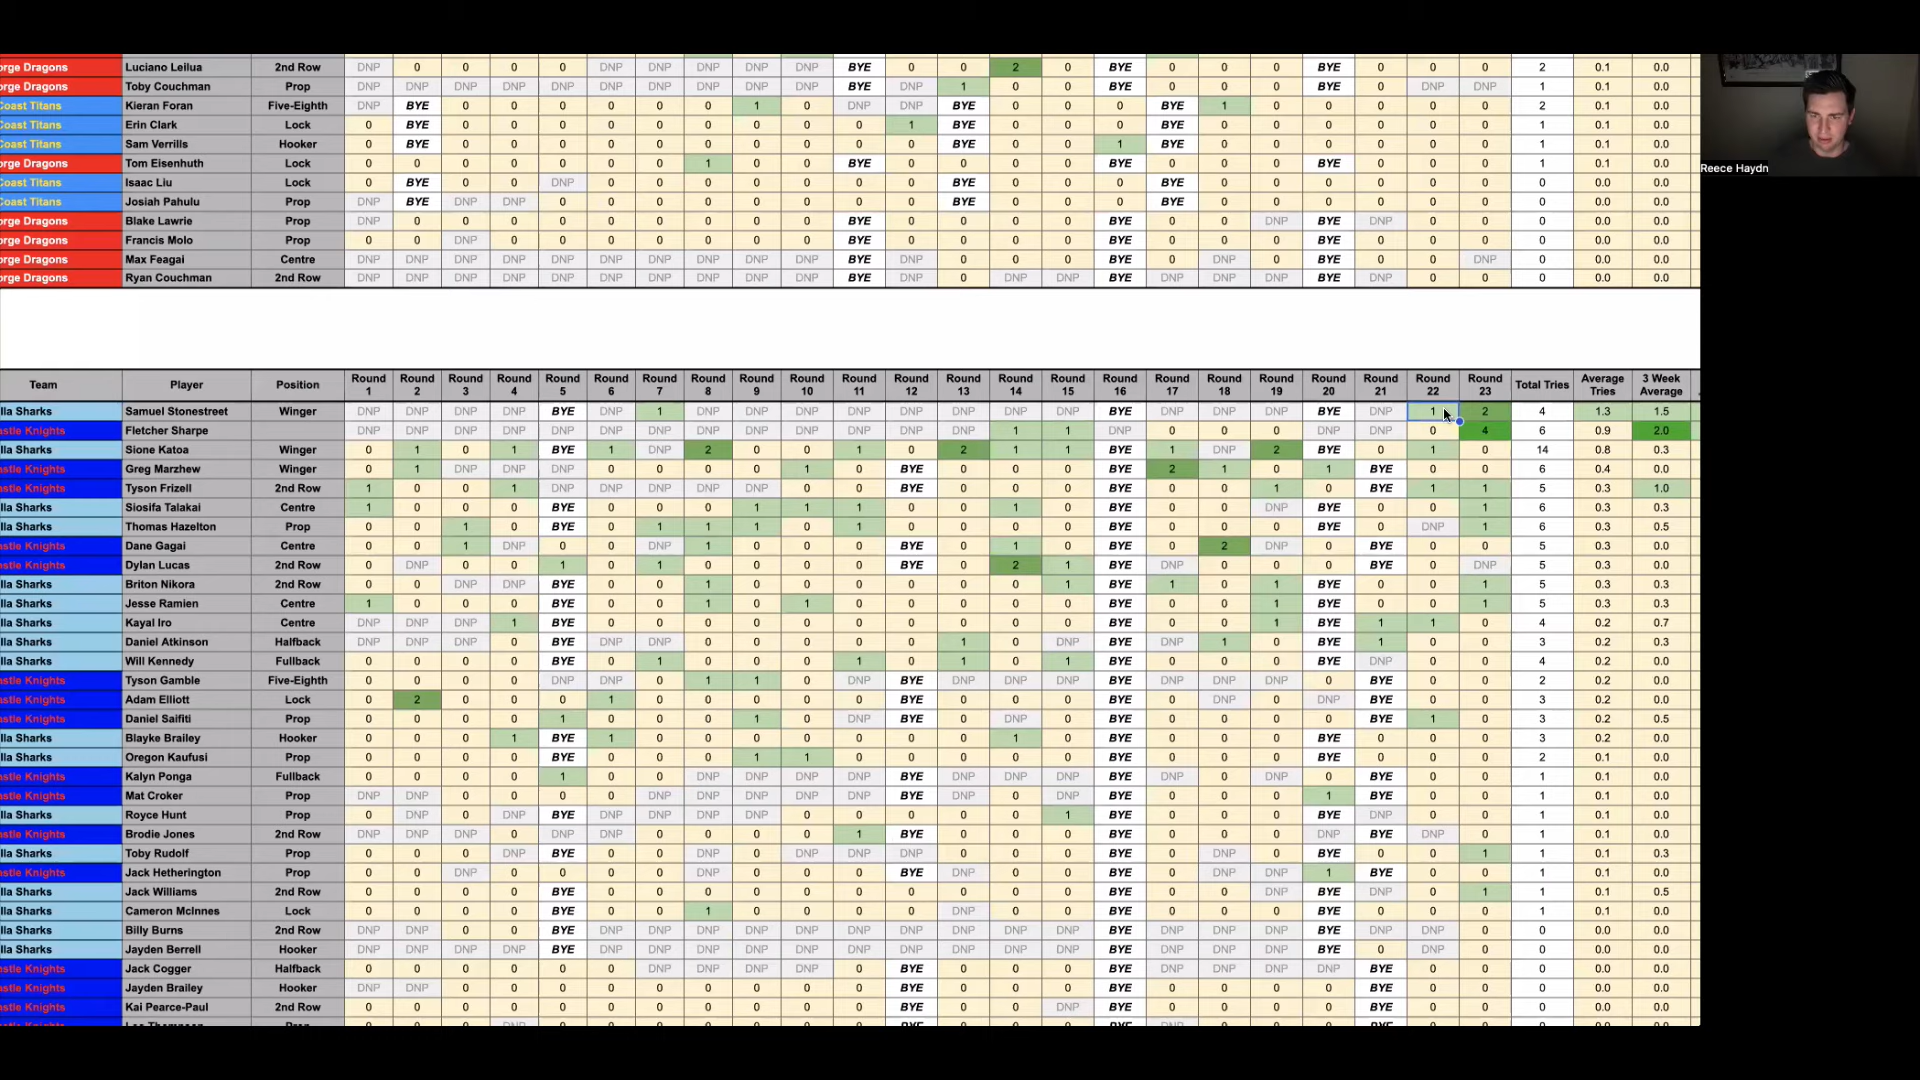 orge Dragons Luciano Leilua 2nd Row DNP 0 0 0 0 DNP DNP DNP DNP DNP BYE 0 0 2 0 BYE 0 0 0 BYE 0 0 0 2 0.1 0.0
orge Dragons Toby Couchman Prop DNP DNP DNP DNP DNP DNP DNP DNP DNP DNP BYE DNP 1 0 0 BYE 0 0 0 BYE 0 DNP DNP 1 0.1 0.0
Coast Titans Kieran Foran Five-Eighth DNP BYE 0 0 0 0 0 0 1 0 DNP DNP BYE 0 0 0 BYE 1 0 0 0 0 0 2 0.1 0.0
Coast Titans Erin Clark Lock 0 BYE 0 0 0 0 0 0 0 0 0 1 BYE 0 0 0 BYE 0 0 0 0 0 0 1 0.1 0.0
Coast Titans Sam Verrills Hooker 0 BYE 0 0 0 0 0 0 0 0 0 0 BYE 0 0 1 BYE 0 0 0 0 0 0 1 0.1 0.0
orge Dragons Tom Eisenhuth Lock 0 0 0 0 0 0 0 1 0 0 BYE 0 0 0 0 BYE 0 0 0 BYE 0 0 0 1 0.1 0.0
Coast Titans Isaac Liu Lock 0 BYE 0 0 DNP 0 0 0 0 0 0 0 BYE 0 0 0 BYE 0 0 0 0 0 0 0 0.0 0.0
Coast Titans Josiah Pahulu Prop DNP BYE DNP DNP 0 0 0 0 0 0 0 0 BYE 0 0 0 BYE 0 0 0 0 0 0 0 0.0 0.0
orge Dragons Blake Lawrie Prop DNP 0 0 0 0 0 0 0 0 0 BYE 0 0 0 0 BYE 0 0 DNP BYE DNP 0 0 0 0.0 0.0
orge Dragons Francis Molo Prop 0 0 DNP 0 0 0 0 0 0 0 BYE 0 0 0 0 BYE 0 0 0 BYE 0 0 0 0 0.0 0.0
orge Dragons Max Feagai Centre DNP DNP DNP DNP DNP DNP DNP DNP DNP DNP BYE DNP 0 0 0 BYE 0 DNP 0 BYE 0 0 DNP 0 0.0 0.0
orge Dragons Ryan Couchman 2nd Row DNP DNP DNP DNP DNP DNP DNP DNP DNP DNP BYE DNP 0 DNP DNP BYE DNP DNP DNP BYE DNP 0 0 0 0.0 0.0
Reece Haydn
Team Player Position Round 1 Round 2 Round 3 Round 4 Round 5 Round 6 Round 7 Round 8 Round 9 Round 10 Round 11 Round 12 Round 13 Round 14 Round 15 Round 16 Round 17 Round 18 Round 19 Round 20 Round 21 Round 22 Round 23 Total Tries Average Tries 3 Week Average
lla Sharks Samuel Stonestreet Winger DNP DNP DNP DNP BYE DNP 1 DNP DNP DNP DNP DNP DNP DNP DNP BYE DNP DNP DNP BYE DNP 1 2 4 1.3 1.5
astle Knights Fletcher Sharpe DNP DNP DNP DNP DNP DNP DNP DNP DNP DNP DNP DNP DNP 1 1 DNP 0 0 0 DNP DNP 0 4 6 0.9 2.0
lla Sharks Sione Katoa Winger 0 1 0 1 BYE 1 DNP 2 0 0 1 0 2 1 1 BYE 1 DNP 2 BYE 0 1 0 14 0.8 0.3
astle Knights Greg Marzhew Winger 0 1 DNP DNP DNP 0 0 0 0 1 0 BYE 0 0 0 BYE 2 1 0 1 BYE 0 0 6 0.4 0.0
astle Knights Tyson Frizell 2nd Row 1 0 0 1 DNP DNP DNP DNP DNP 0 0 BYE 0 0 0 BYE 0 0 1 0 BYE 1 1 5 0.3 1.0
lla Sharks Siosifa Talakai Centre 1 0 0 0 BYE 0 0 0 1 1 1 0 0 1 0 BYE 0 0 DNP BYE 0 0 1 6 0.3 0.3
lla Sharks Thomas Hazelton Prop 0 0 1 0 BYE 0 1 1 1 0 1 0 0 0 0 BYE 0 0 0 BYE 0 DNP 1 6 0.3 0.5
astle Knights Dane Gagai Centre 0 0 1 DNP 0 0 DNP 1 0 0 0 BYE 0 1 0 BYE 0 2 DNP 0 BYE 0 0 5 0.3 0.0
astle Knights Dylan Lucas 2nd Row 0 DNP 0 0 1 0 1 0 0 0 0 BYE 0 2 1 BYE DNP 0 0 0 BYE 0 DNP 5 0.3 0.0
lla Sharks Briton Nikora 2nd Row 0 0 DNP DNP BYE 0 0 1 0 0 0 0 0 0 1 BYE 1 0 1 BYE 0 0 1 5 0.3 0.3
lla Sharks Jesse Ramien Centre 1 0 0 0 BYE 0 0 1 0 1 0 0 0 0 0 BYE 0 0 1 BYE 0 0 1 5 0.3 0.3
lla Sharks Kayal Iro Centre DNP DNP DNP 1 BYE 0 0 0 0 0 0 0 0 0 0 BYE 0 0 1 BYE 1 1 0 4 0.2 0.7
lla Sharks Daniel Atkinson Halfback DNP DNP DNP 0 BYE DNP DNP 0 0 0 0 0 1 0 DNP BYE DNP 1 0 BYE 1 0 0 3 0.2 0.3
lla Sharks Will Kennedy Fullback 0 0 0 0 BYE 0 1 0 0 0 1 0 1 0 1 BYE 0 0 0 BYE DNP 0 0 4 0.2 0.0
astle Knights Tyson Gamble Five-Eighth 0 0 0 0 DNP DNP 0 1 1 0 DNP BYE DNP DNP DNP BYE DNP DNP DNP 0 BYE 0 0 2 0.2 0.0
astle Knights Adam Elliott Lock 0 2 0 0 0 1 0 0 0 0 0 BYE 0 0 0 BYE 0 DNP 0 DNP BYE 0 0 3 0.2 0.0
astle Knights Daniel Saifiti Prop 0 0 0 0 1 0 0 0 1 0 DNP BYE 0 DNP 0 BYE 0 0 0 0 BYE 1 0 3 0.2 0.5
lla Sharks Blayke Brailey Hooker 0 0 0 1 BYE 1 0 0 0 0 0 0 0 1 0 BYE 0 0 0 BYE 0 0 0 3 0.2 0.0
lla Sharks Oregon Kaufusi Prop 0 0 0 0 BYE 0 0 0 1 1 0 0 0 0 0 BYE 0 0 0 BYE 0 0 0 2 0.1 0.0
astle Knights Kalyn Ponga Fullback 0 0 0 0 1 0 0 DNP DNP DNP DNP BYE DNP DNP DNP BYE DNP 0 DNP 0 BYE 0 0 1 0.1 0.0
astle Knights Mat Croker Prop DNP DNP 0 0 0 0 DNP DNP DNP DNP DNP BYE DNP 0 DNP BYE 0 0 0 1 BYE 0 0 1 0.1 0.0
lla Sharks Royce Hunt Prop 0 DNP 0 DNP BYE DNP DNP DNP 0 0 0 0 0 0 1 BYE 0 0 0 BYE 0 0 0 1 0.1 0.0
astle Knights Brodie Jones 2nd Row DNP DNP DNP 0 DNP DNP 0 0 0 0 1 BYE 0 0 0 BYE 0 0 0 DNP BYE DNP 0 1 0.1 0.0
lla Sharks Toby Rudolf Prop 0 0 0 DNP BYE 0 0 DNP 0 DNP DNP DNP 0 0 0 BYE 0 DNP 0 BYE 0 0 1 1 0.1 0.3
astle Knights Jack Hetherington Prop 0 0 DNP 0 0 0 0 DNP 0 0 0 BYE DNP 0 0 BYE 0 DNP DNP 1 BYE 0 0 1 0.1 0.0
lla Sharks Jack Williams 2nd Row 0 0 0 0 BYE 0 0 0 0 0 0 0 0 0 0 BYE 0 0 DNP BYE DNP 0 1 1 0.1 0.5
lla Sharks Cameron McInnes Lock 0 0 0 0 BYE 0 0 1 0 0 0 0 DNP 0 0 BYE 0 0 0 BYE 0 0 0 1 0.1 0.0
lla Sharks Billy Burns 2nd Row DNP DNP 0 0 BYE DNP DNP DNP DNP DNP DNP DNP DNP DNP DNP BYE DNP DNP DNP BYE DNP DNP 0 0 0.0 0.0
lla Sharks Jayden Berrell Hooker DNP DNP DNP DNP BYE DNP DNP DNP DNP DNP DNP DNP DNP DNP DNP BYE DNP DNP DNP BYE 0 DNP 0 0 0.0 0.0
astle Knights Jack Cogger Halfback 0 0 0 0 0 0 DNP DNP DNP DNP 0 BYE 0 0 0 BYE DNP DNP DNP DNP BYE 0 0 0 0.0 0.0
astle Knights Jayden Brailey Hooker DNP DNP 0 0 0 0 0 0 0 0 0 BYE 0 0 0 BYE 0 0 0 0 BYE 0 0 0 0.0 0.0
astle Knights Kai Pearce-Paul 2nd Row 0 0 0 0 0 0 0 0 0 0 0 BYE 0 0 DNP BYE 0 0 0 0 BYE 0 0 0 0.0 0.0